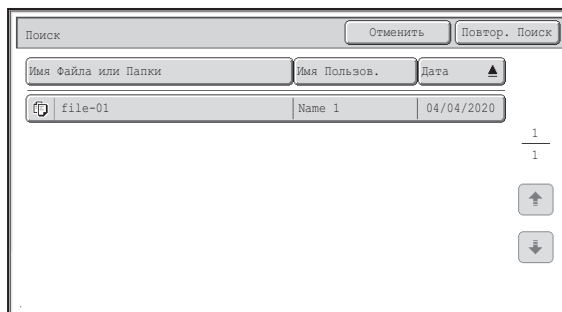 Поиск
Отменить
Повтор. Поиск
Имя Файла или Папки
Имя Пользов.
Дата
file-01
Name 1
04/04/2020
1
1